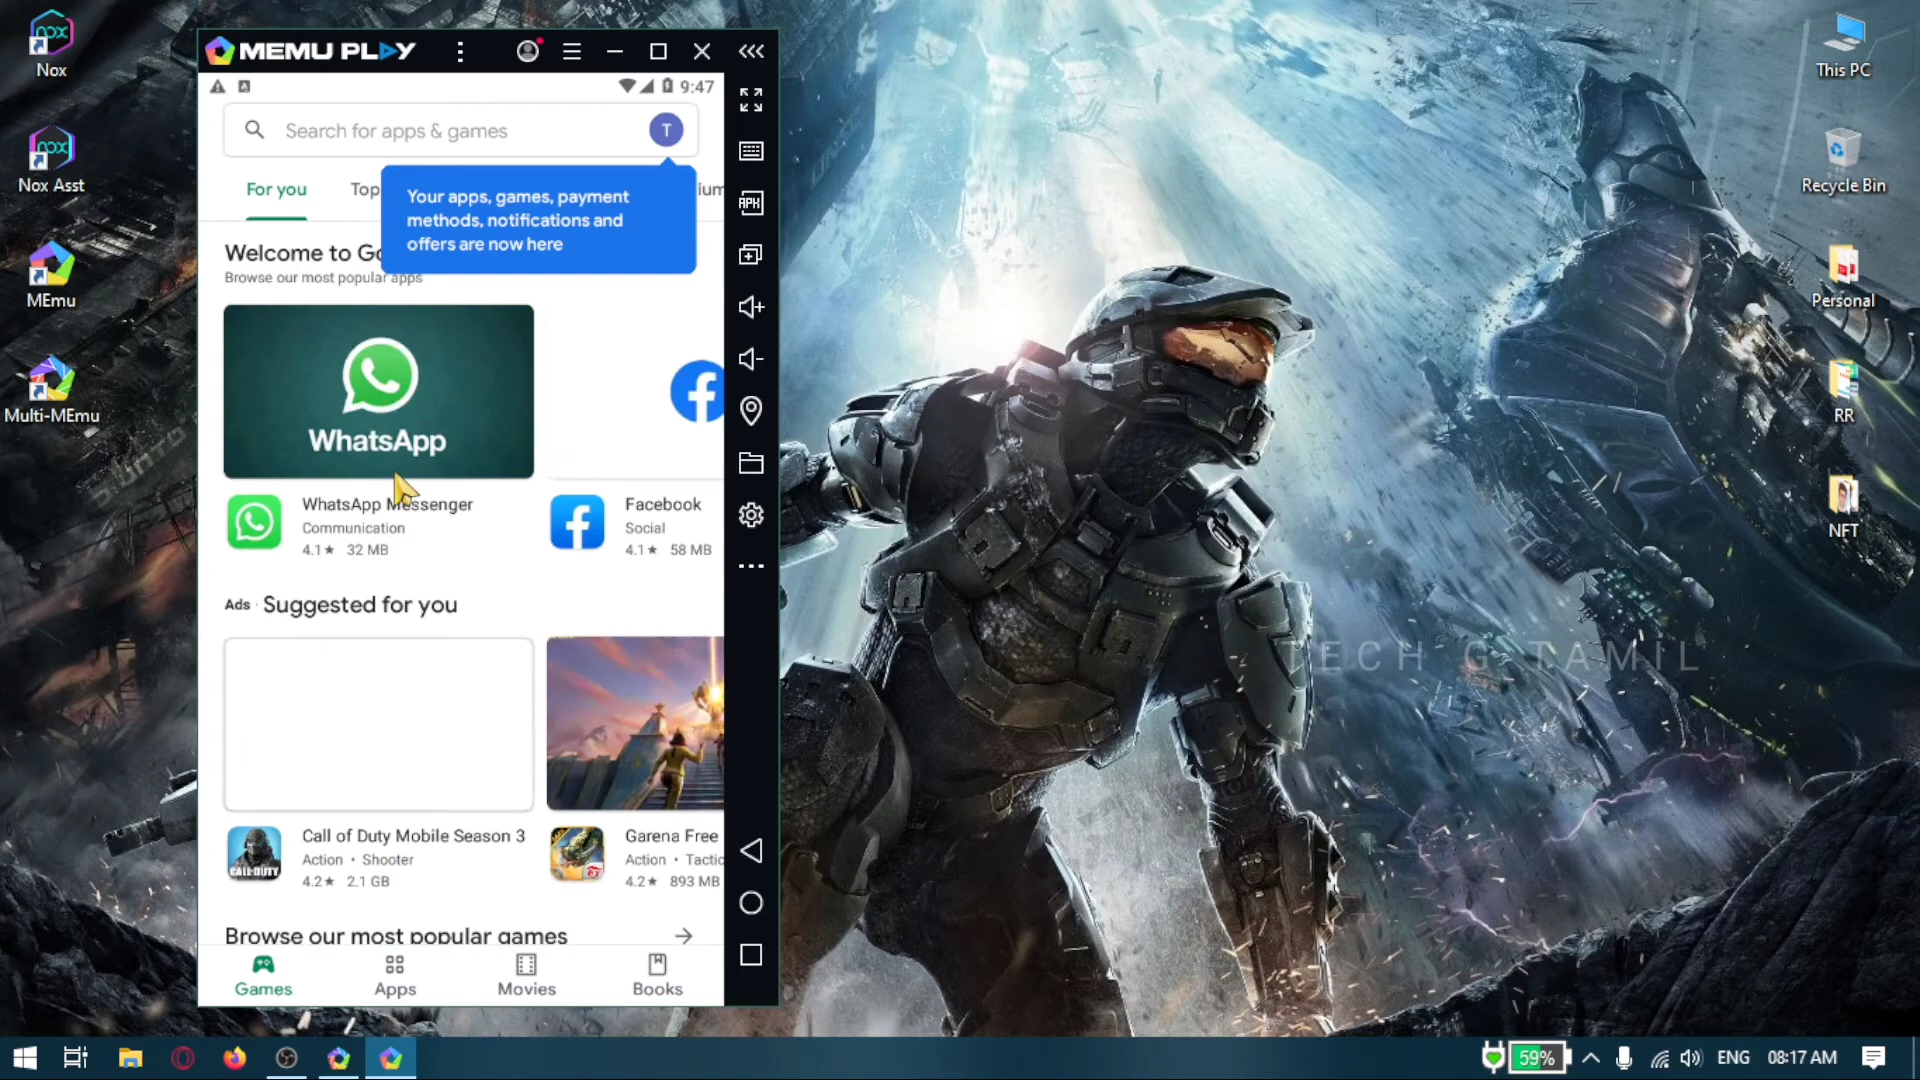 Nox
Nox Asst
MEmu
Multi-MEmu
MEMU PLAY
9:47
Search for apps & games
T
For you
Top
ium
Your apps, games, payment
methods, notifications and
offers are now here
Welcome to Go
Browse our most popular apps
WhatsApp
WhatsApp Messenger
Communication
4.1★ 32 MB
Facebook
Social
4.1★ 58 MB
Ads · Suggested for you
Call of Duty Mobile Season 3
Action • Shooter
4.2★ 2.1 GB
CALL·DUTY
Garena Free
Action • Tactic
4.2★ 893 MB
Browse our most popular games
Games
Apps
Movies
Books
APK
This PC
Recycle Bin
Personal
RR
NFT
TECH G TAMIL
59%
ENG
08:17 AM